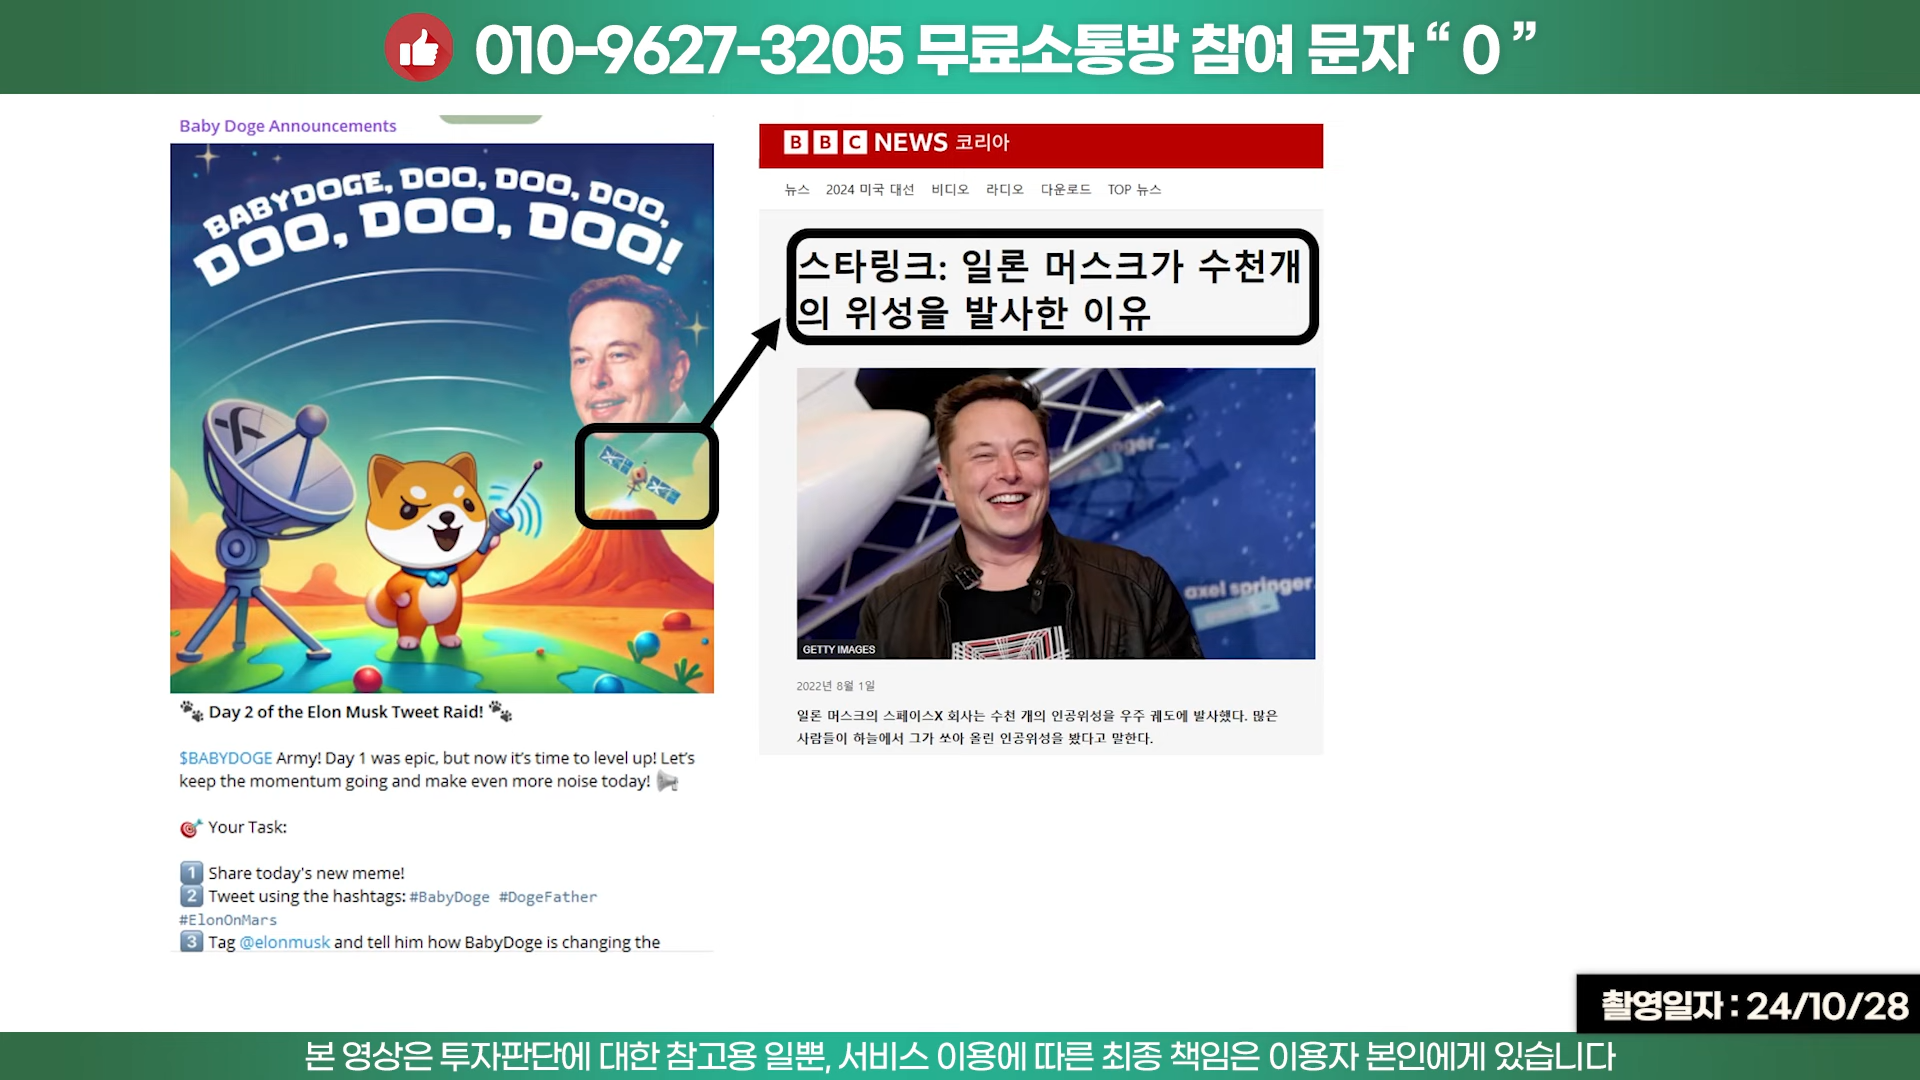 010-9627-3205 무료소통방 참여 문자 “ 0 ”
Baby Doge Announcements
BABYDOGE, DOO, DOO, DOO,
DOO, DOO, DOO!
🐾 Day 2 of the Elon Musk Tweet Raid! 🐾
$BABYDOGE Army! Day 1 was epic, but now it’s time to level up! Let’s
keep the momentum going and make even more noise today! 📢
🎯 Your Task:
1 Share today's new meme!
2 Tweet using the hashtags: #BabyDoge #DogeFather
#ElonOnMars
3 Tag @elonmusk and tell him how BabyDoge is changing the
BBC NEWS 코리아
뉴스 2024 미국 대선 비디오 라디오 다운로드 TOP 뉴스
스타링크: 일론 머스크가 수천개
의 위성을 발사한 이유
axel springer
GETTY IMAGES
2022년 8월 1일
일론 머스크의 스페이스X 회사는 수천 개의 인공위성을 우주 궤도에 발사했다. 많은
사람들이 하늘에서 그가 쏘아 올린 인공위성을 봤다고 말한다.
촬영일자 : 24/10/28
본 영상은 투자판단에 대한 참고용 일뿐, 서비스 이용에 따른 최종 책임은 이용자 본인에게 있습니다